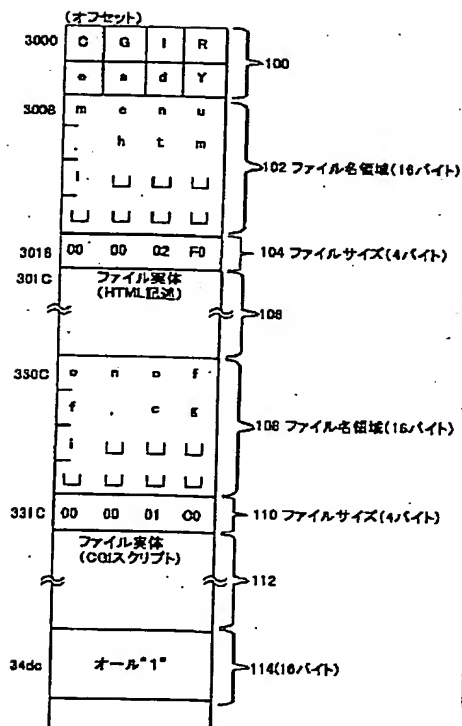 (オフセット)
3000 C G I R
e a d Y 100
3008 m e n u
. h t m
l ␣ ␣ ␣ 102 ファイル名領域(16バイト)
␣ ␣ ␣ ␣
3018 00 00 02 F0 104 ファイルサイズ(4バイト)
301C ファイル実体
(HTML記述) 106
330C o n o f
f . c g 108 ファイル名領域(16バイト)
i ␣ ␣ ␣
␣ ␣ ␣ ␣
331C 00 00 01 C0 110 ファイルサイズ(4バイト)
ファイル実体
(CGIスクリプト) 112
34dc オール"1" 114(16バイト)